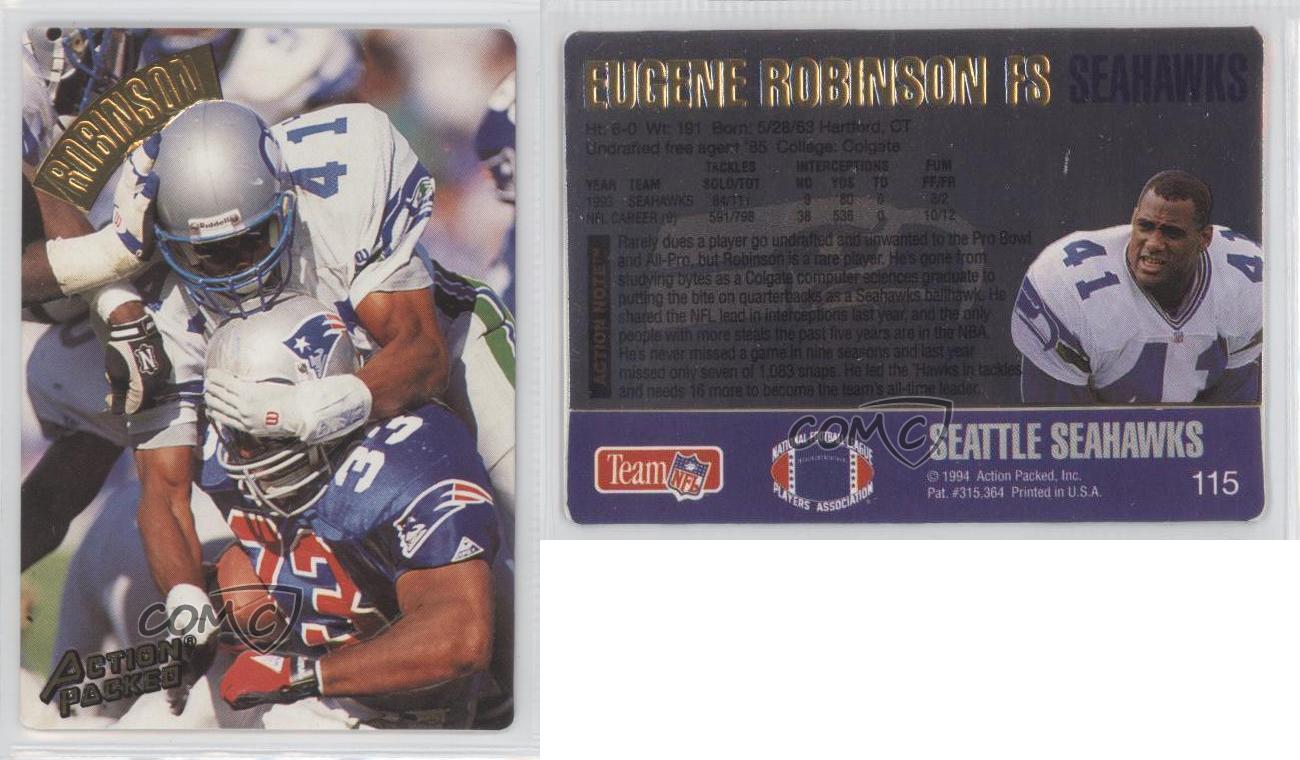 ROBINSON
41
Riddell
W
N
W
33
33
COMC
ACTION®
PACKED
EUGENE ROBINSON FS SEAHAWKS
Ht: 6-0 Wt: 191 Born: 5/28/63 Hartford, CT
Undrafted free agent '85 College: Colgate
TACKLES INTERCEPTIONS FUM
YEAR TEAM SOLO/TOT NO YDS TD FF/FR
1993 SEAHAWKS 84/111 9 80 0 3/2
NFL CAREER (9) 591/798 38 536 0 10/12
ACTION NOTE™
Rarely does a player go undrafted and unwanted to the Pro Bowl
and All-Pro, but Robinson is a rare player. He's gone from
studying bytes as a Colgate computer sciences graduate to
putting the bite on quarterbacks as a Seahawks ballhawk. He
shared the NFL lead in interceptions last year, and the only
people with more steals the past five years are in the NBA.
He's never missed a game in nine seasons and last year
missed only seven of 1,083 snaps. He led the 'Hawks in tackles
and needs 16 more to become the team's all-time leader.
41
4
41
COMC
Team NFL
NATIONAL FOOTBALL LEAGUE
PLAYERS ASSOCIATION
SEATTLE SEAHAWKS
© 1994 Action Packed, Inc.
Pat. #315,364 Printed in U.S.A.
115